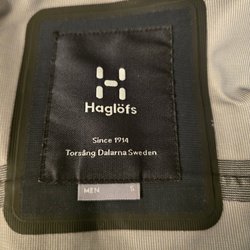 Haglöfs
Since 1914
Torsång Dalarna Sweden
MEN S